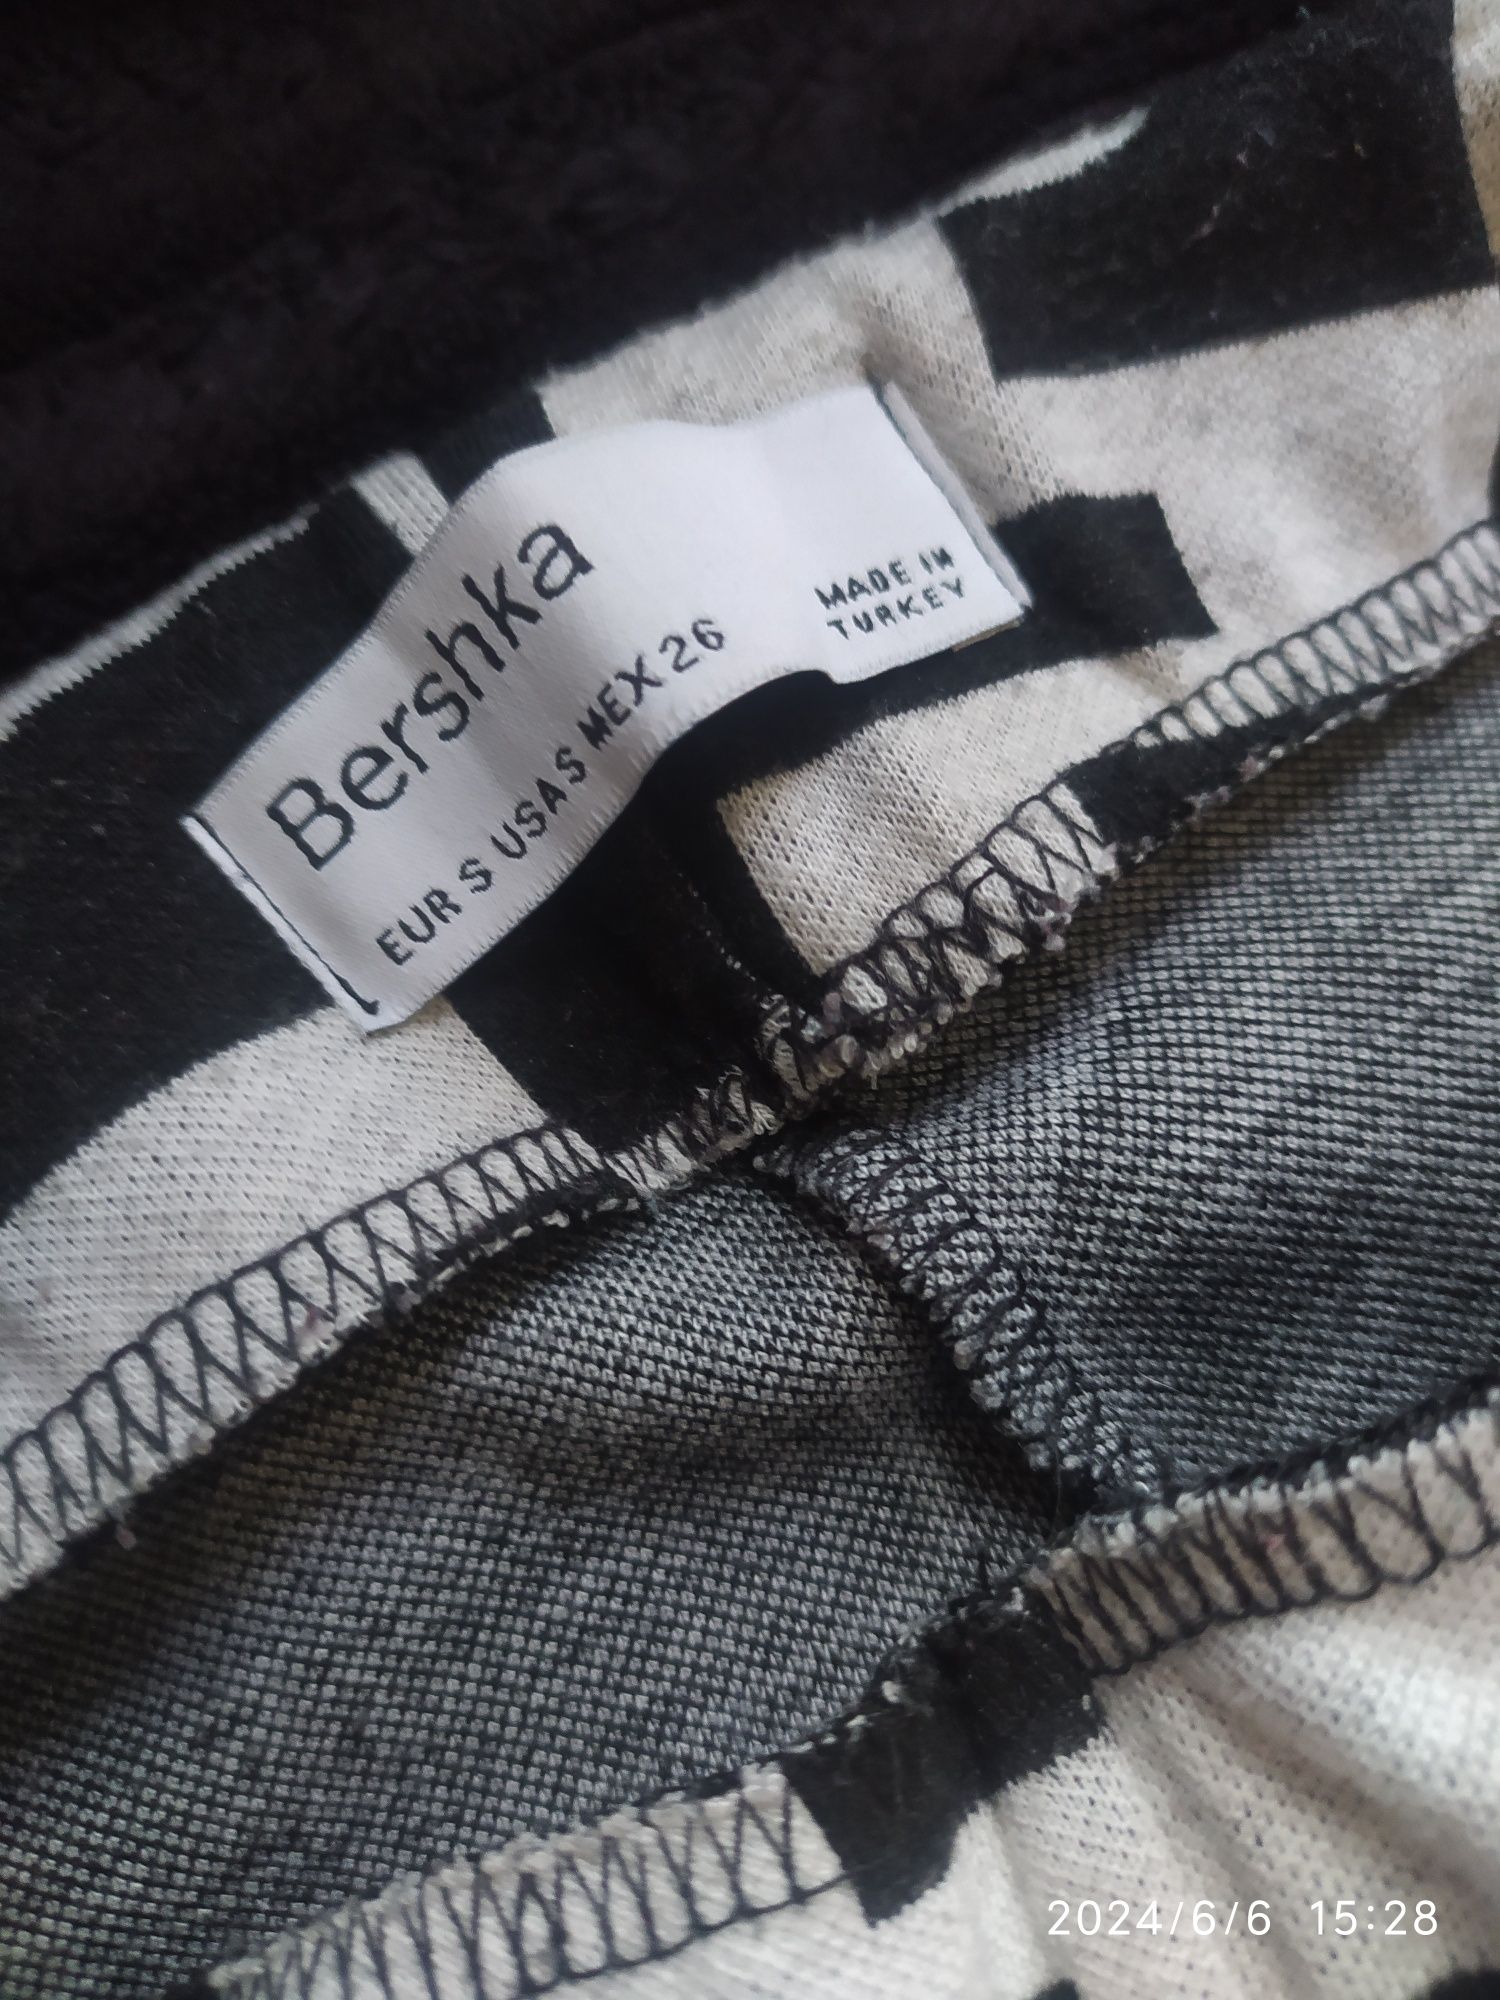 Bershka
EUR S USA S MEX 26
MADE IN
TURKEY
2024/6/6 15:28